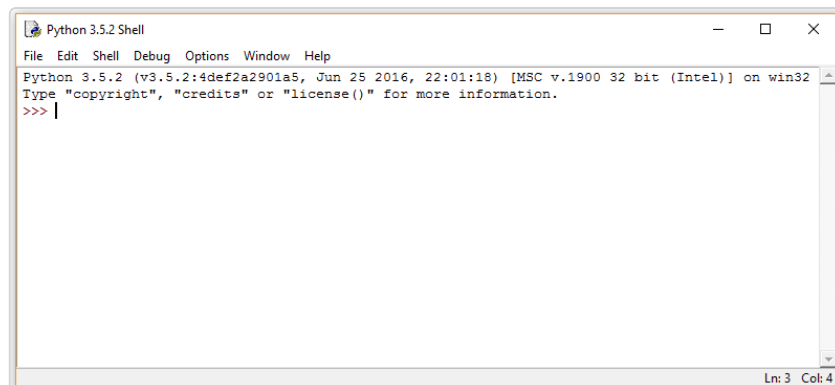 Python 3.5.2 Shell
File Edit Shell Debug Options Window Help
Python 3.5.2 (v3.5.2:4def2a2901a5, Jun 25 2016, 22:01:18) [MSC v.1900 32 bit (Intel)] on win32
Type "copyright", "credits" or "license()" for more information.
>>>
Ln: 3 Col: 4